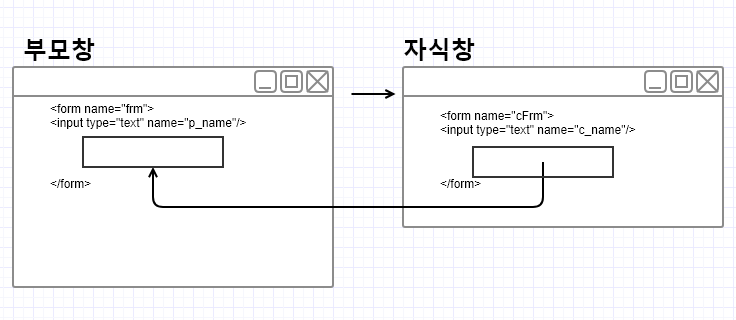 부모창
<form name="frm">
<input type="text" name="p_name"/>
</form>
자식창
<form name="cFrm">
<input type="text" name="c_name"/>
</form>